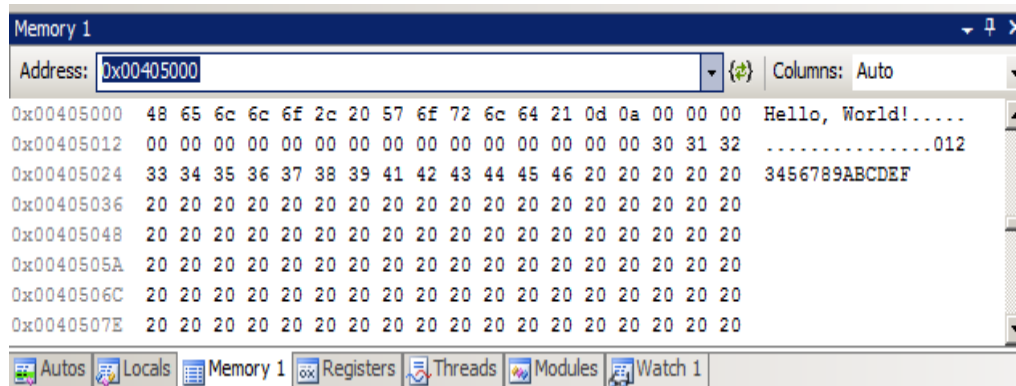 Memory 1
Address: 0x00405000 Columns: Auto
0x00405000 48 65 6c 6c 6f 2c 20 57 6f 72 6c 64 21 0d 0a 00 00 00 Hello, World!.....
0x00405012 00 00 00 00 00 00 00 00 00 00 00 00 00 00 00 30 31 32 ...............012
0x00405024 33 34 35 36 37 38 39 41 42 43 44 45 46 20 20 20 20 20 3456789ABCDEF
0x00405036 20 20 20 20 20 20 20 20 20 20 20 20 20 20 20 20 20 20
0x00405048 20 20 20 20 20 20 20 20 20 20 20 20 20 20 20 20 20 20
0x0040505A 20 20 20 20 20 20 20 20 20 20 20 20 20 20 20 20 20 20
0x0040506C 20 20 20 20 20 20 20 20 20 20 20 20 20 20 20 20 20 20
0x0040507E 20 20 20 20 20 20 20 20 20 20 20 20 20 20 20 20 20 20
Autos Locals Memory 1 Registers Threads Modules Watch 1